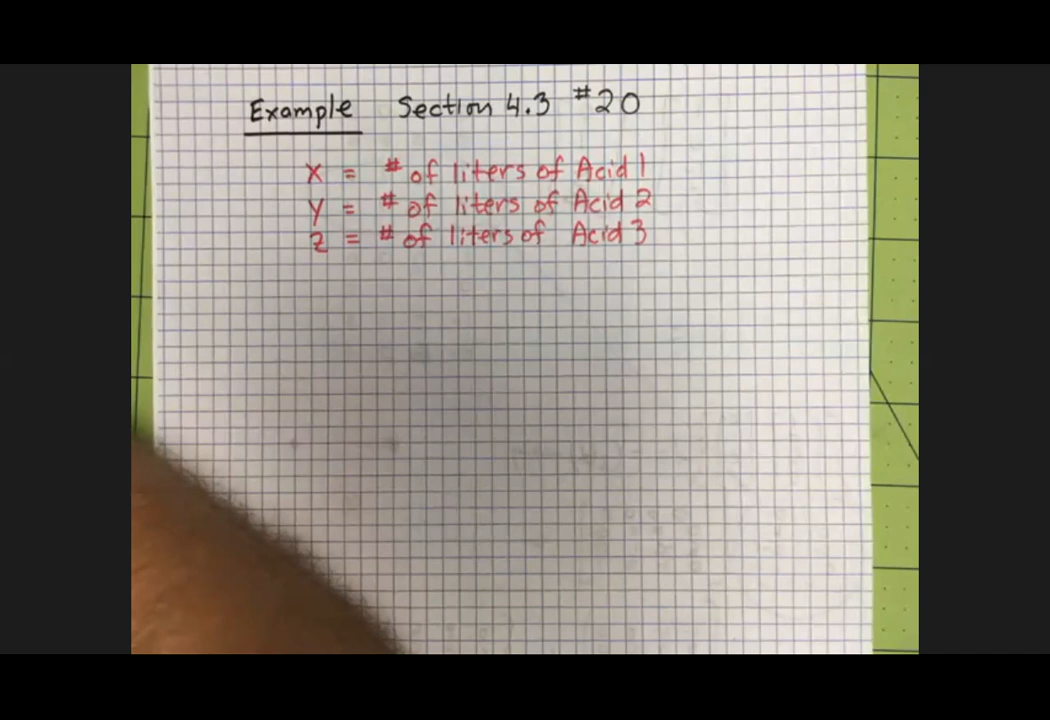 Example Section 4.3 #20
X = # of liters of Acid 1
Y = # of liters of Acid 2
Z = # of liters of Acid 3